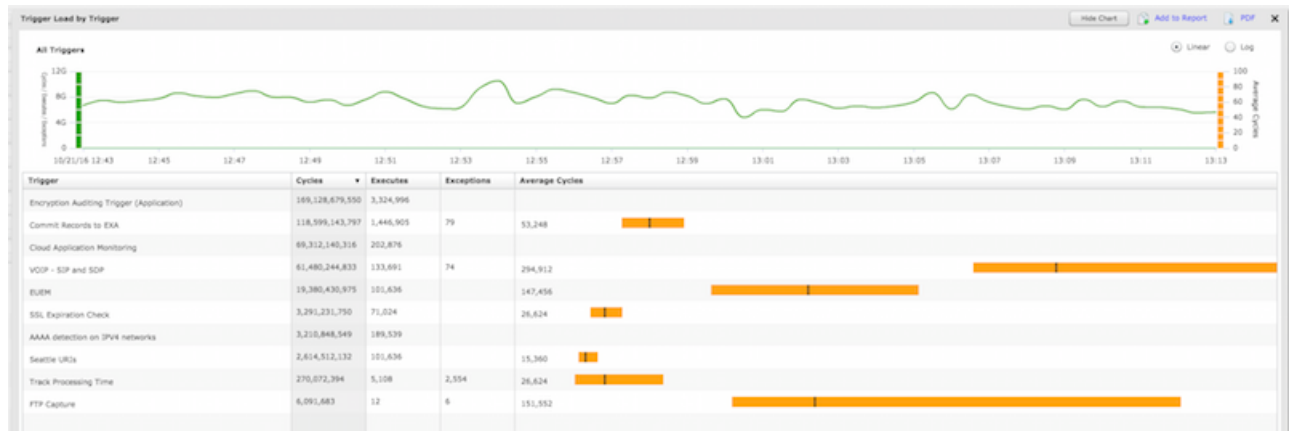 Trigger Load by Trigger
Hide Chart Add to Report PDF X
All Triggers
Linear Log
Cycles / Executes / Exceptions
12G
8G
4G
0
100
80
60
40
20
0
Average Cycles
10/21/16 12:43 12:45 12:47 12:49 12:51 12:53 12:55 12:57 12:59 13:01 13:03 13:05 13:07 13:09 13:11 13:13
Trigger Cycles Executes Exceptions Average Cycles
Encryption Auditing Trigger (Application) 169,128,679,550 3,324,996
Commit Records to EXA 118,599,143,797 1,446,905 79 53,248
Cloud Application Monitoring 69,312,140,316 202,876
VOIP - SIP and SDP 61,480,244,833 133,691 74 294,912
EUEM 19,380,430,975 101,636 147,456
SSL Expiration Check 3,291,231,750 71,024 26,624
AAAA detection on IPV4 networks 3,210,848,549 189,539
Seattle URIs 2,614,512,132 101,636 15,360
Track Processing Time 270,072,394 5,108 2,554 26,624
FTP Capture 6,091,683 12 6 151,552